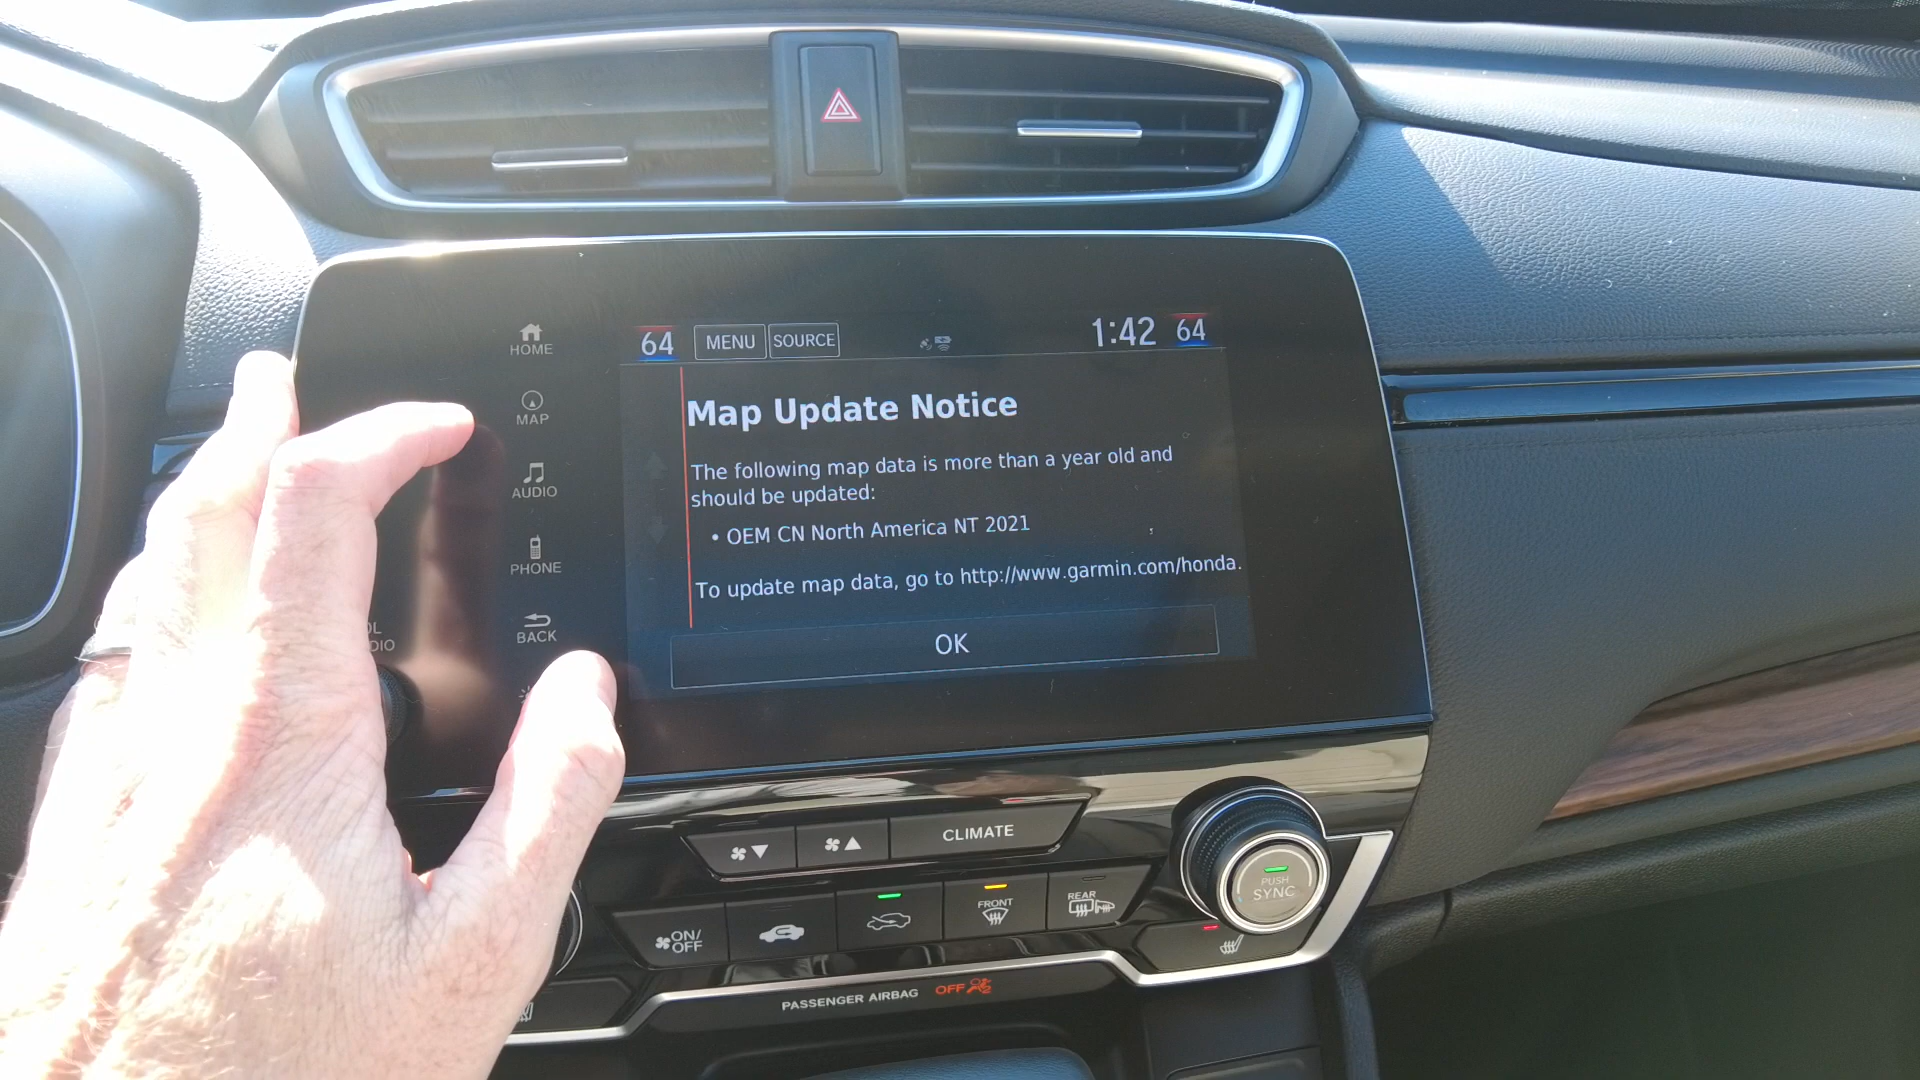 HOME
64 MENU SOURCE 1:42 64
MAP
Map Update Notice
The following map data is more than a year old and
should be updated:
• OEM CN North America NT 2021
To update map data, go to http://www.garmin.com/honda.
OK
AUDIO
PHONE
BACK
CLIMATE
ON/
OFF
FRONT
REAR
PUSH
SYNC
PASSENGER AIRBAG OFF